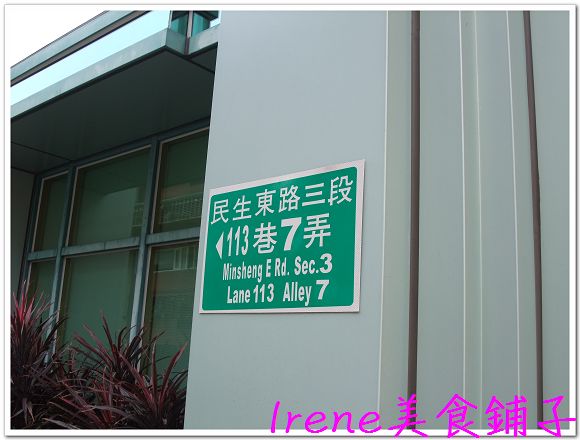 民生東路三段
113巷7弄
Minsheng E Rd. Sec.3
Lane 113 Alley 7
Irene美食鋪子